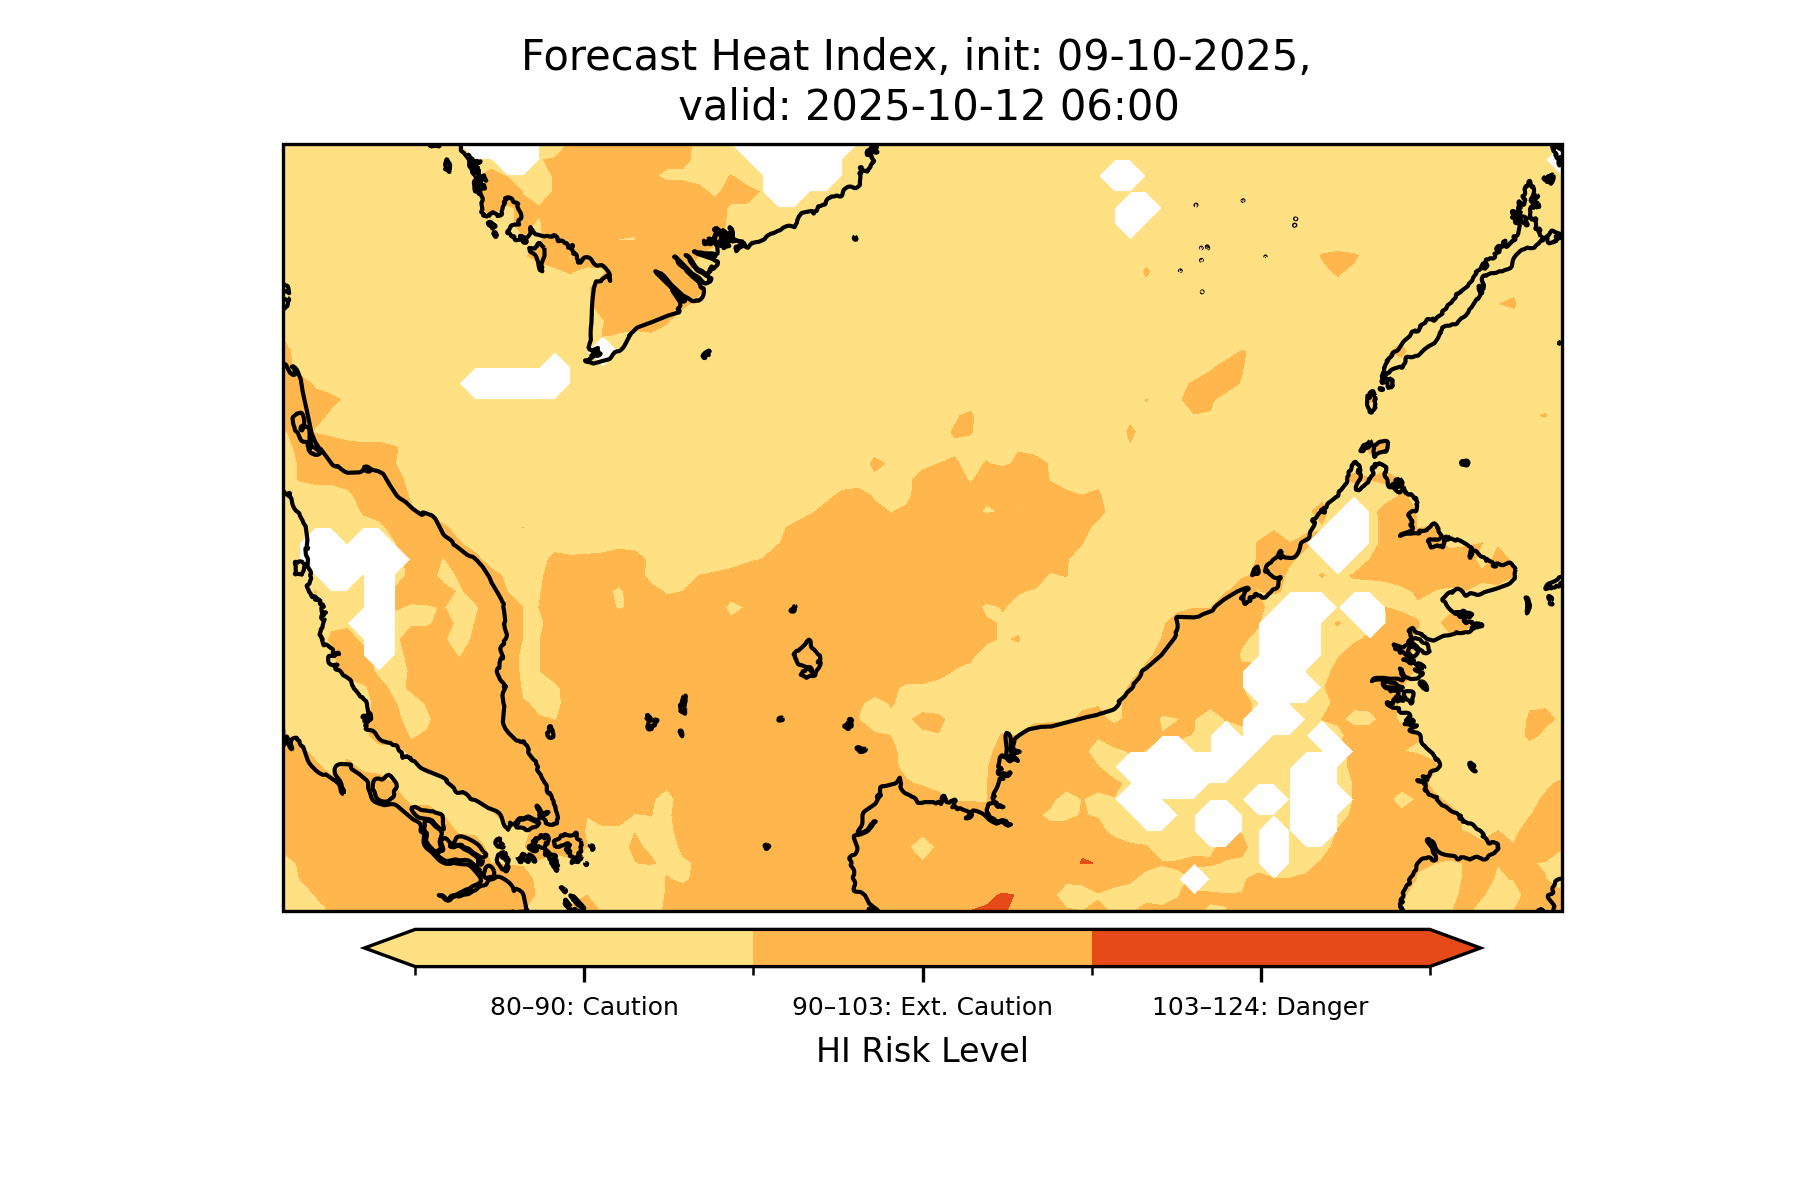 Forecast Heat Index, init: 09-10-2025,
valid: 2025-10-12 06:00
80–90: Caution
90–103: Ext. Caution
103–124: Danger
HI Risk Level